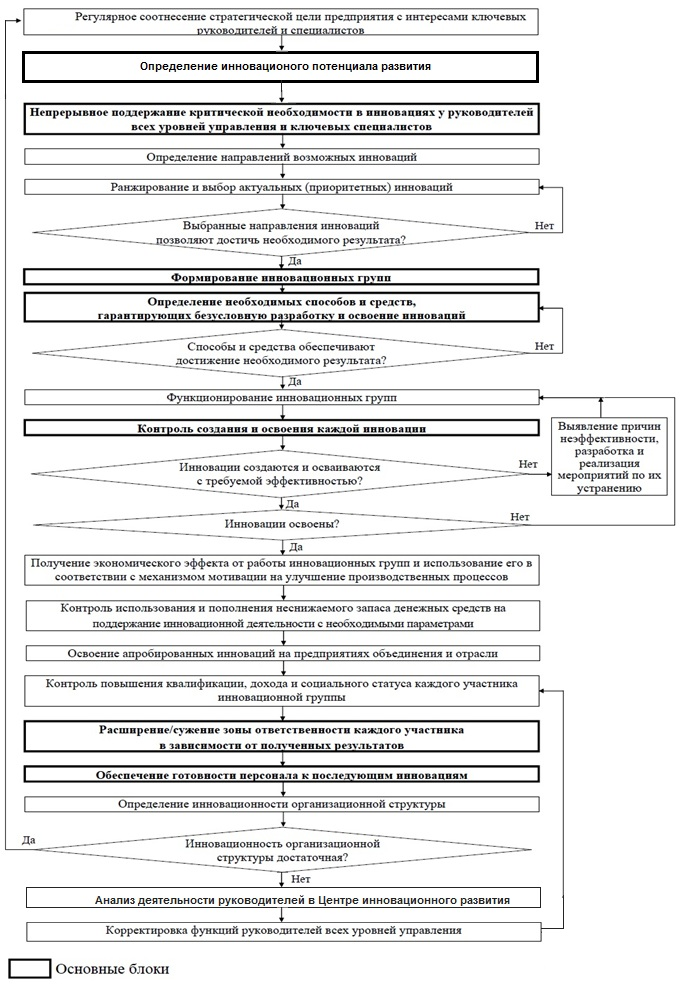 Регулярное соотнесение стратегической цели предприятия с интересами ключевых
руководителей и специалистов
Определение инновационого потенциала развития
Непрерывное поддержание критической необходимости в инновациях у руководителей
всех уровней управления и ключевых специалистов
Определение направлений возможных инноваций
Ранжирование и выбор актуальных (приоритетных) инноваций
Выбранные направления инноваций
позволяют достичь необходимого результата?
Нет
Да
Формирование инновационных групп
Определение необходимых способов и средств,
гарантирующих безусловную разработку и освоение инноваций
Способы и средства обеспечивают
достижение необходимого результата?
Нет
Да
Функционирование инновационных групп
Контроль создания и освоения каждой инновации
Выявление причин
неэффективности,
разработка и
реализация
мероприятий по их
устранению
Инновации создаются и осваиваются
с требуемой эффективностью?
Нет
Да
Инновации освоены?
Нет
Да
Получение экономического эффекта от работы инновационных групп и использование его в
соответствии с механизмом мотивации на улучшение производственных процессов
Контроль использования и пополнения неснижаемого запаса денежных средств на
поддержание инновационной деятельности с необходимыми параметрами
Освоение апробированных инноваций на предприятиях объединения и отрасли
Контроль повышения квалификации, дохода и социального статуса каждого участника
инновационной группы
Расширение/сужение зоны ответственности каждого участника
в зависимости от полученных результатов
Обеспечение готовности персонала к последующим инновациям
Определение инновационности организационной структуры
Да
Инновационность организационной
структуры достаточная?
Нет
Анализ деятельности руководителей в Центре инновационного развития
Корректировка функций руководителей всех уровней управления
Основные блоки